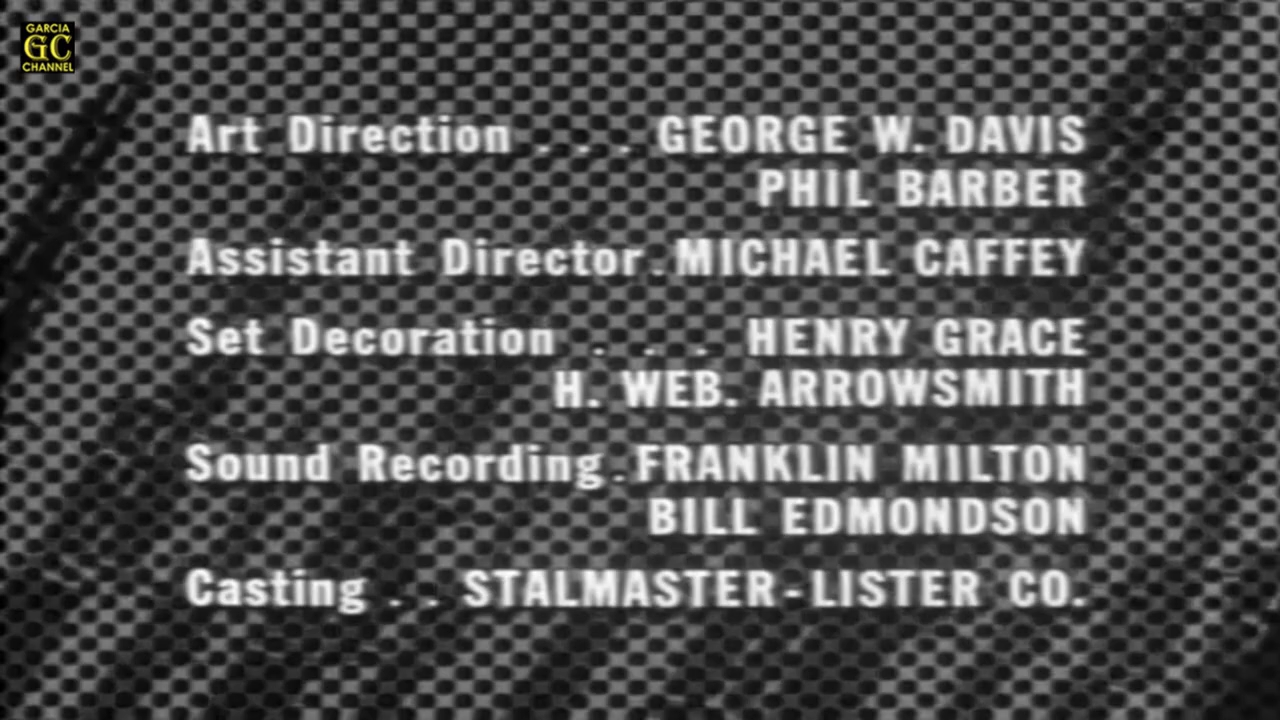 GARCIA
GC
CHANNEL
Art Direction . . . GEORGE W. DAVIS
PHIL BARBER
Assistant Director . MICHAEL CAFFEY
Set Decoration . . . HENRY GRACE
H. WEB. ARROWSMITH
Sound Recording . FRANKLIN MILTON
BILL EDMONDSON
Casting . . STALMASTER-LISTER CO.